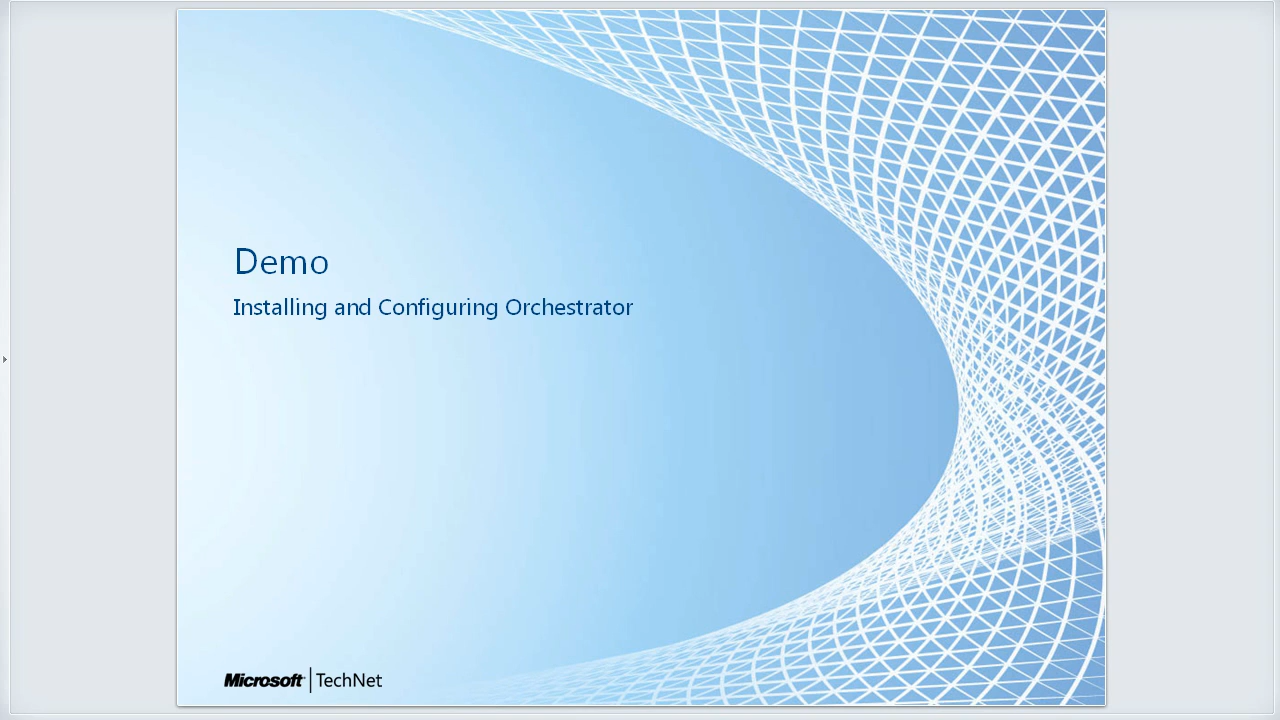 Demo
Installing and Configuring Orchestrator
Microsoft | TechNet